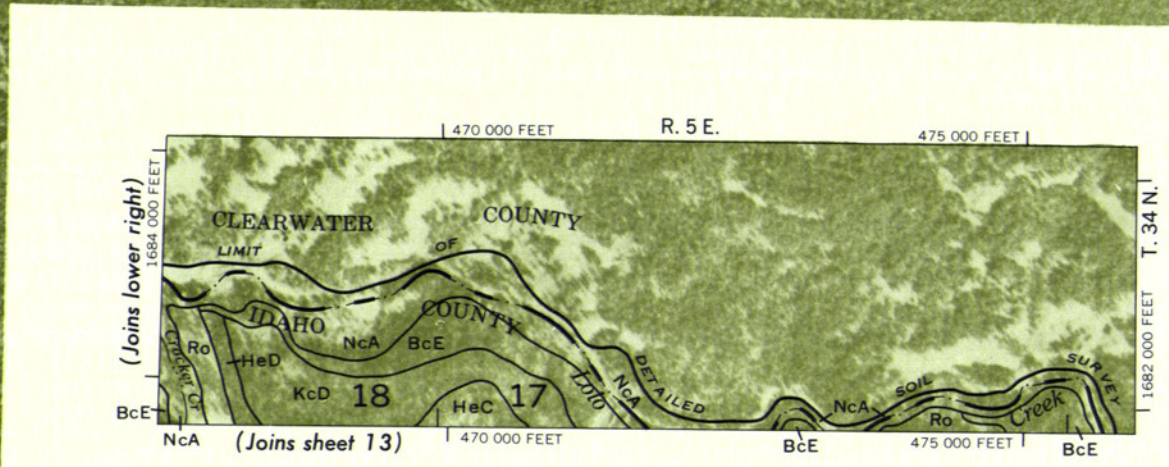 470 000 FEET
R. 5 E.
475 000 FEET
(Joins lower right)
1684 000 FEET
T. 34 N.
1682 000 FEET
CLEARWATER COUNTY
LIMIT OF DETAILED SOIL SURVEY
IDAHO COUNTY
NcA
BcE
Ro
HeD
Cracker Cr
KcD
18
HeC
17
Lolo
NcA
NcA
Ro
Creek
BcE
NcA
(Joins sheet 13)
470 000 FEET
BcE
475 000 FEET
BcE